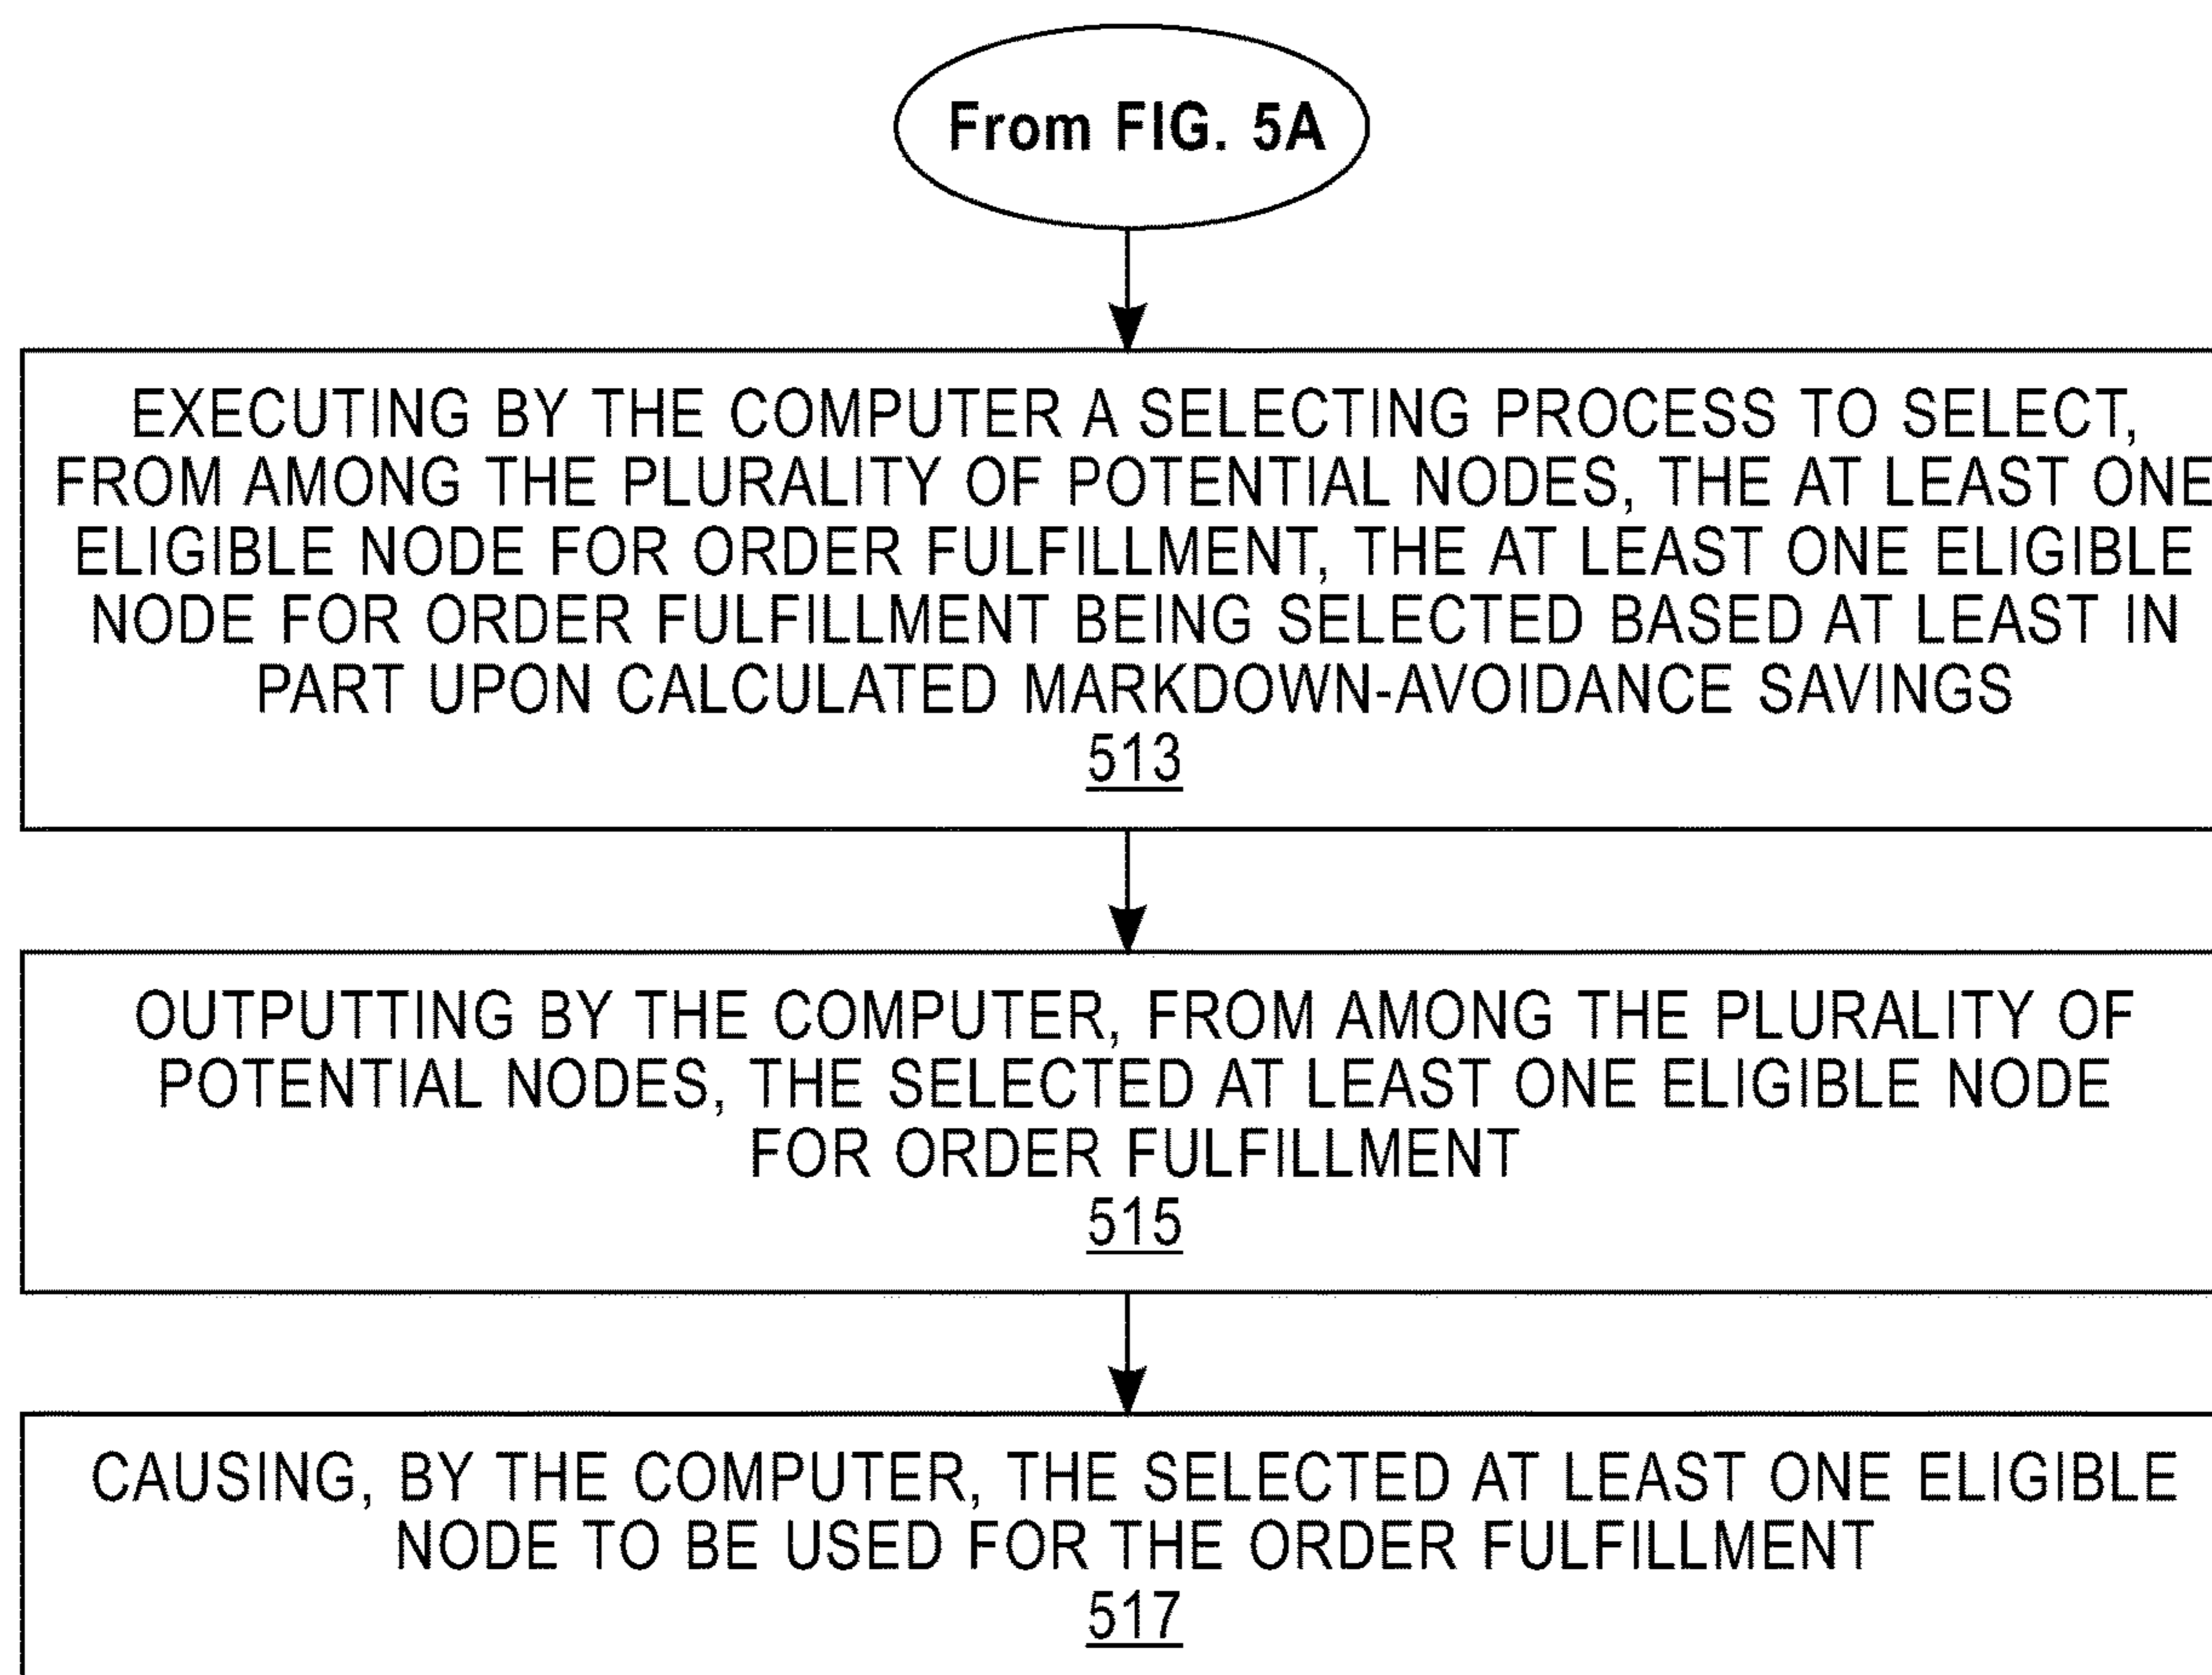 From FIG. 5A
EXECUTING BY THE COMPUTER A SELECTING PROCESS TO SELECT,
FROM AMONG THE PLURALITY OF POTENTIAL NODES, THE AT LEAST ONE
ELIGIBLE NODE FOR ORDER FULFILLMENT, THE AT LEAST ONE ELIGIBLE
NODE FOR ORDER FULFILLMENT BEING SELECTED BASED AT LEAST IN
PART UPON CALCULATED MARKDOWN-AVOIDANCE SAVINGS
513
OUTPUTTING BY THE COMPUTER, FROM AMONG THE PLURALITY OF
POTENTIAL NODES, THE SELECTED AT LEAST ONE ELIGIBLE NODE
FOR ORDER FULFILLMENT
515
CAUSING, BY THE COMPUTER, THE SELECTED AT LEAST ONE ELIGIBLE
NODE TO BE USED FOR THE ORDER FULFILLMENT
517